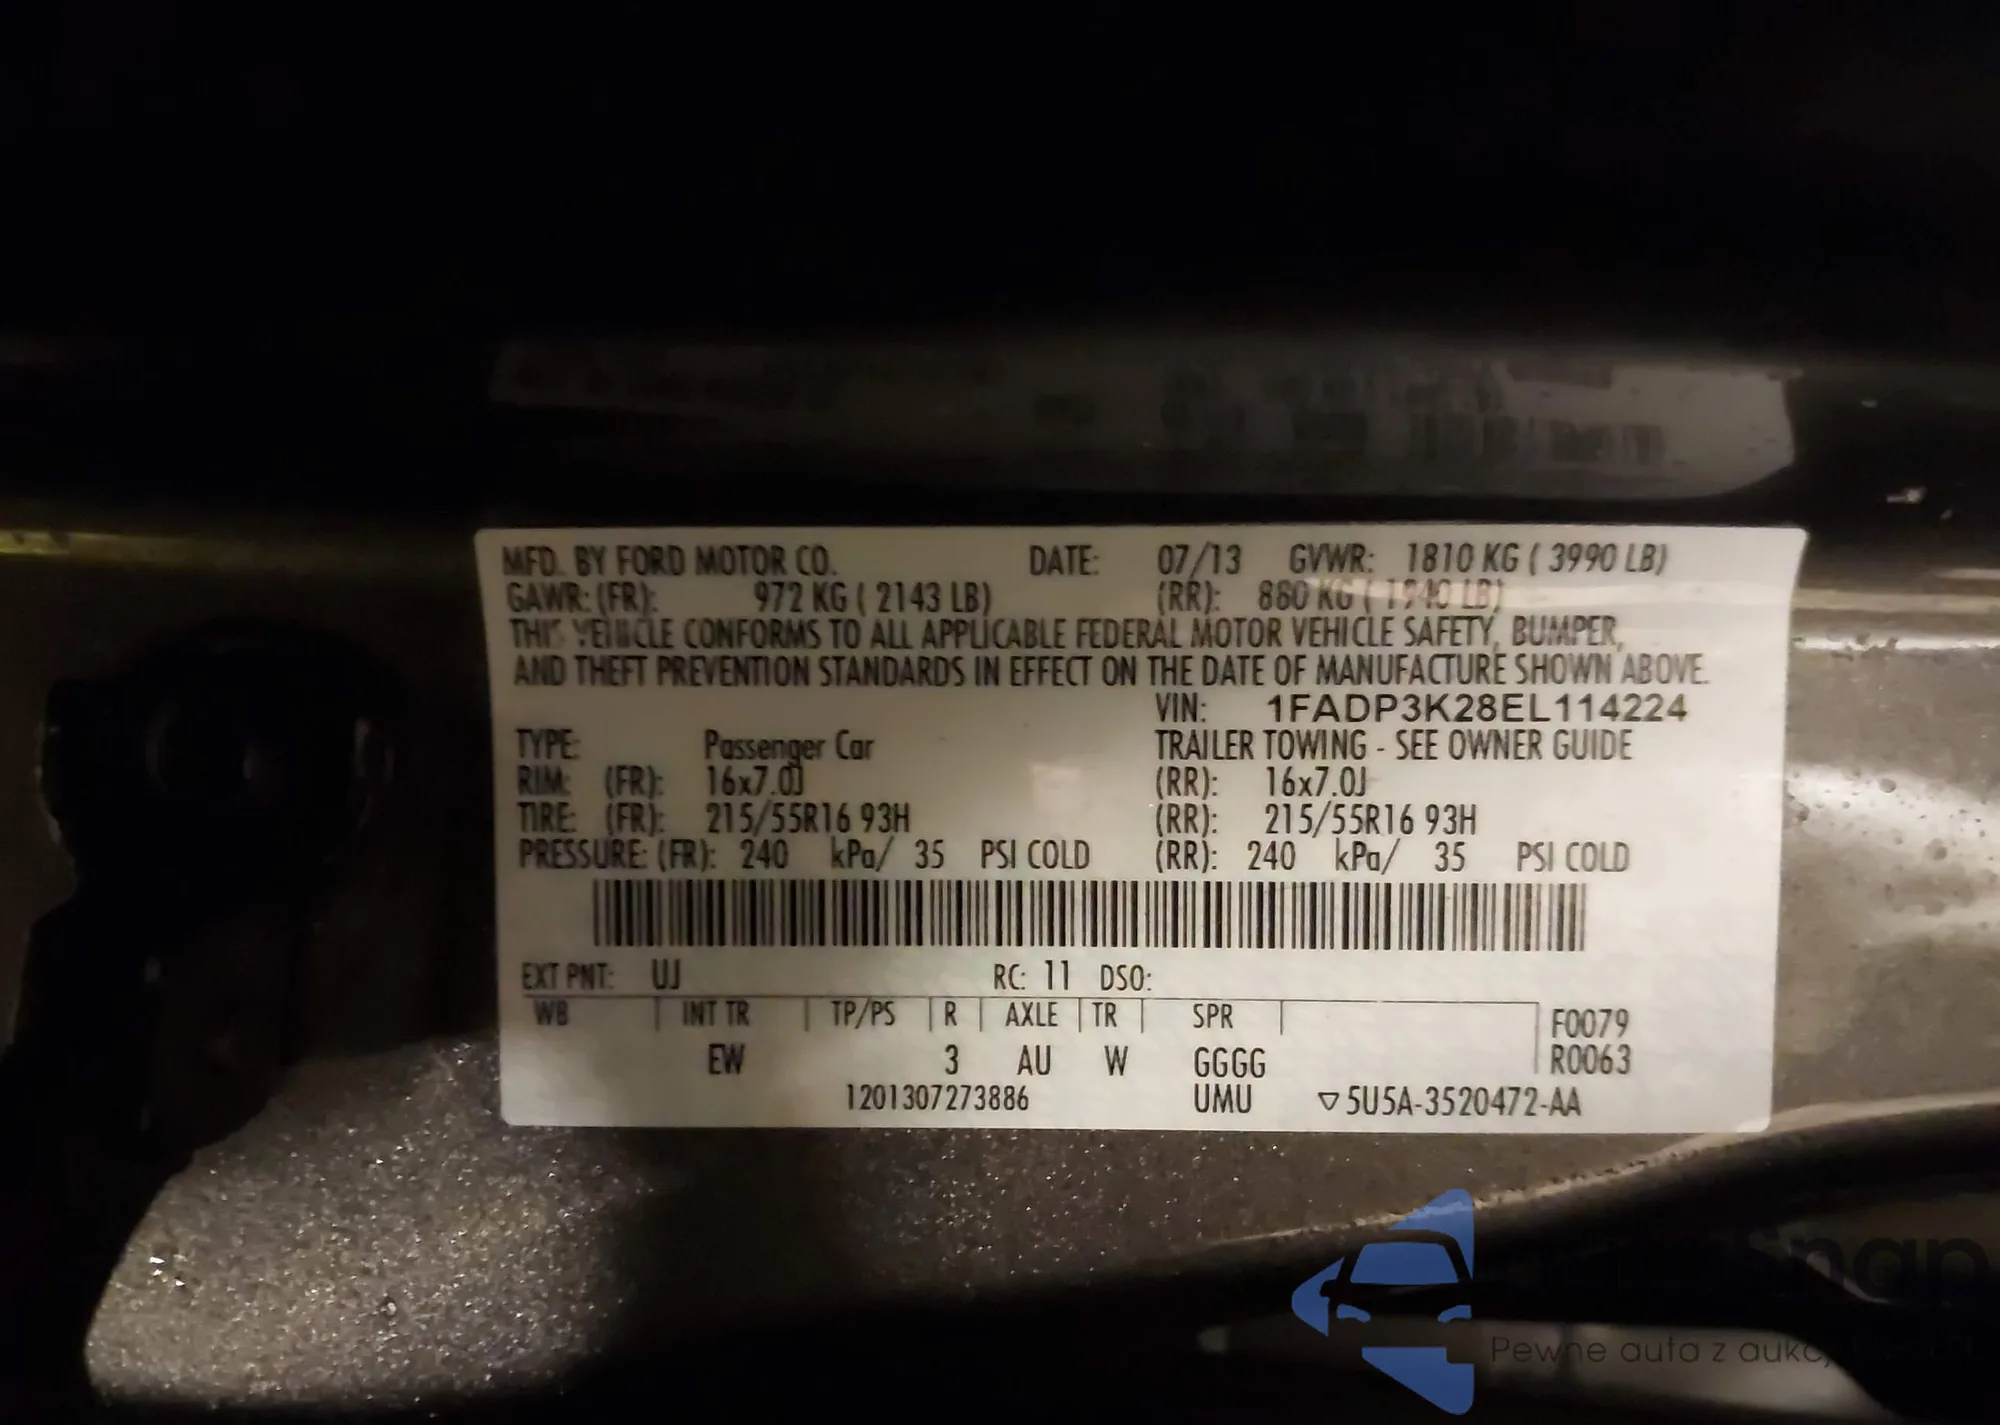 MFD. BY FORD MOTOR CO. DATE: 07/13 GVWR: 1810 KG ( 3990 LB)
GAWR: (FR): 972 KG ( 2143 LB) (RR): 880 KG ( 1940 LB)
THIS VEHICLE CONFORMS TO ALL APPLICABLE FEDERAL MOTOR VEHICLE SAFETY, BUMPER,
AND THEFT PREVENTION STANDARDS IN EFFECT ON THE DATE OF MANUFACTURE SHOWN ABOVE.
VIN: 1FADP3K28EL114224
TYPE: Passenger Car TRAILER TOWING - SEE OWNER GUIDE
RIM: (FR): 16x7.0J (RR): 16x7.0J
TIRE: (FR): 215/55R16 93H (RR): 215/55R16 93H
PRESSURE: (FR): 240 kPa/ 35 PSI COLD (RR): 240 kPa/ 35 PSI COLD
EXT PNT: UJ RC: 11 DSO:
WB INT TR TP/PS R AXLE TR SPR F0079
EW 3 AU W GGGG R0063
1201307273886 UMU ▽5U5A-3520472-AA
Pewne auta z